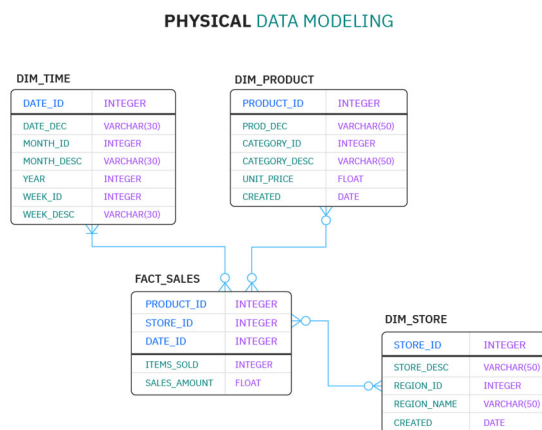 PHYSICAL DATA MODELING
DIM_TIME
DATE_ID INTEGER
DATE_DEC VARCHAR(30)
MONTH_ID INTEGER
MONTH_DESC VARCHAR(30)
YEAR INTEGER
WEEK_ID INTEGER
WEEK_DESC VARCHAR(30)
DIM_PRODUCT
PRODUCT_ID INTEGER
PROD_DEC VARCHAR(50)
CATEGORY_ID INTEGER
CATEGORY_DESC VARCHAR(50)
UNIT_PRICE FLOAT
CREATED DATE
FACT_SALES
PRODUCT_ID INTEGER
STORE_ID INTEGER
DATE_ID INTEGER
ITEMS_SOLD INTEGER
SALES_AMOUNT FLOAT
DIM_STORE
STORE_ID INTEGER
STORE_DESC VARCHAR(50)
REGION_ID INTEGER
REGION_NAME VARCHAR(50)
CREATED DATE